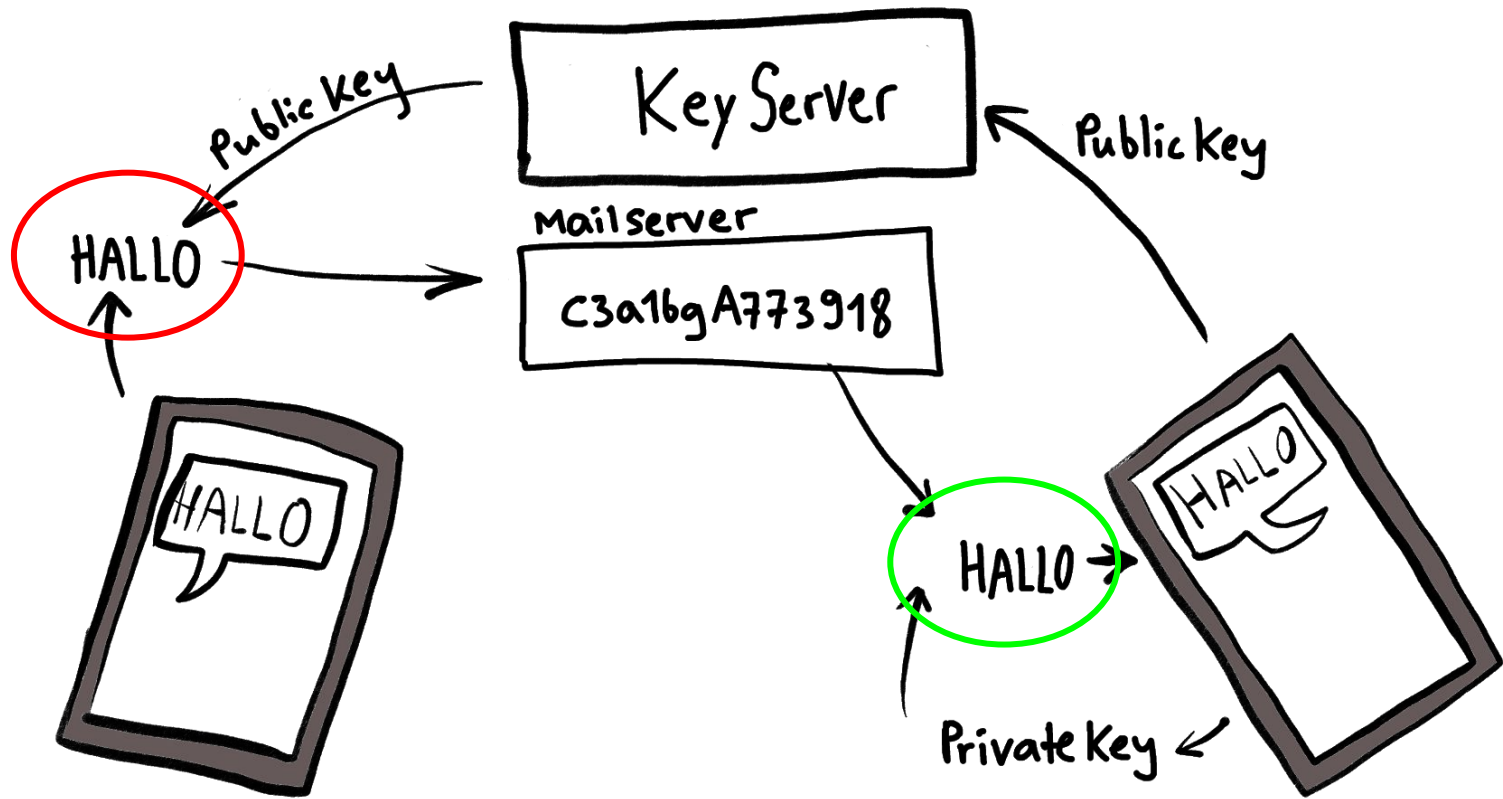 Public Key
Key Server
Public Key
HALLO
Mailserver
c3a1bgA773918
HALLO
HALLO
HALLO
Private Key